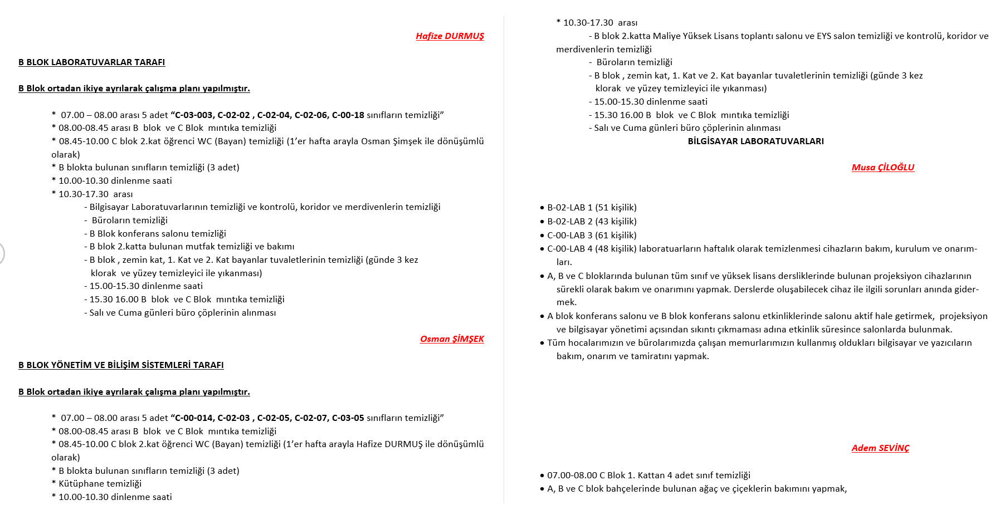 Hafize DURMUŞ
B BLOK LABORATUVARLAR TARAFI
B Blok ortadan ikiye ayrılarak çalışma planı yapılmıştır.
*  07.00 – 08.00 arası 5 adet “C-03-003, C-02-02 , C-02-04, C-02-06, C-00-18 sınıfların temizliği”
* 08.00-08.45 arası B  blok  ve C Blok  mıntıka temizliği
* 08.45-10.00 C blok 2.kat öğrenci WC (Bayan) temizliği (1’er hafta arayla Osman Şimşek ile dönüşümlü
olarak)
* B blokta bulunan sınıfların temizliği (3 adet)
* 10.00-10.30 dinlenme saati
* 10.30-17.30  arası
- Bilgisayar Laboratuvarlarının temizliği ve kontrolü, koridor ve merdivenlerin temizliği
-  Büroların temizliği
- B Blok konferans salonu temizliği
- B blok 2.katta bulunan mutfak temizliği ve bakımı
- B blok , zemin kat, 1. Kat ve 2. Kat bayanlar tuvaletlerinin temizliği (günde 3 kez
klorak  ve yüzey temizleyici ile yıkanması)
- 15.00-15.30 dinlenme saati
- 15.30 16.00 B  blok  ve C Blok  mıntıka temizliği
- Salı ve Cuma günleri büro çöplerinin alınması
Osman ŞİMŞEK
B BLOK YÖNETİM VE BİLİŞİM SİSTEMLERİ TARAFI
B Blok ortadan ikiye ayrılarak çalışma planı yapılmıştır.
*  07.00 – 08.00 arası 5 adet “C-00-014, C-02-03 , C-02-05, C-02-07, C-03-05 sınıfların temizliği”
* 08.00-08.45 arası B  blok  ve C Blok  mıntıka temizliği
* 08.45-10.00 C blok 2.kat öğrenci WC (Bayan) temizliği (1’er hafta arayla Hafize DURMUŞ ile dönüşümlü
olarak)
* B blokta bulunan sınıfların temizliği (3 adet)
* Kütüphane temizliği
* 10.00-10.30 dinlenme saati
* 10.30-17.30  arası
- B blok 2.katta Maliye Yüksek Lisans toplantı salonu ve EYS salon temizliği ve kontrolü, koridor ve
merdivenlerin temizliği
-  Büroların temizliği
- B blok , zemin kat, 1. Kat ve 2. Kat bayanlar tuvaletlerinin temizliği (günde 3 kez
klorak  ve yüzey temizleyici ile yıkanması)
- 15.00-15.30 dinlenme saati
- 15.30 16.00 B  blok  ve C Blok  mıntıka temizliği
- Salı ve Cuma günleri büro çöplerinin alınması
BİLGİSAYAR LABORATUVARLARI
Musa ÇİLOĞLU
• B-02-LAB 1 (51 kişilik)
• B-02-LAB 2 (43 kişilik)
• C-00-LAB 3 (61 kişilik)
• C-00-LAB 4 (48 kişilik) laboratuarların haftalık olarak temizlenmesi cihazların bakım, kurulum ve onarım-
ları.
• A, B ve C bloklarında bulunan tüm sınıf ve yüksek lisans dersliklerinde bulunan projeksiyon cihazlarının
sürekli olarak bakım ve onarımını yapmak. Derslerde oluşabilecek cihaz ile ilgili sorunları anında gider-
mek.
• A blok konferans salonu ve B blok konferans salonu etkinliklerinde salonu aktif hale getirmek,  projeksiyon
ve bilgisayar yönetimi açısından sıkıntı çıkmaması adına etkinlik süresince salonlarda bulunmak.
• Tüm hocalarımızın ve bürolarımızda çalışan memurlarımızın kullanmış oldukları bilgisayar ve yazıcıların
bakım, onarım ve tamiratını yapmak.
Adem SEVİNÇ
• 07.00-08.00 C Blok 1. Kattan 4 adet sınıf temizliği
• A, B ve C blok bahçelerinde bulunan ağaç ve çiçeklerin bakımını yapmak,